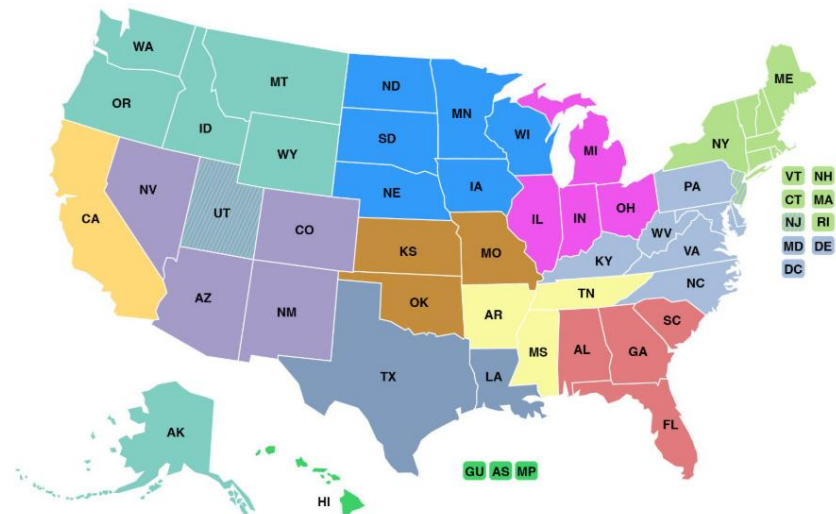 WA
MT
ND
MN
ME
OR
ID
SD
WI
MI
NY
WY
NE
IA
PA
VT NH
CT MA
NJ RI
MD DE
DC
NV
UT
CA
CO
IL
IN
OH
WV
VA
KS
MO
KY
NC
AZ
NM
OK
AR
TN
SC
MS
AL
GA
TX
LA
FL
AK
HI
GU AS MP